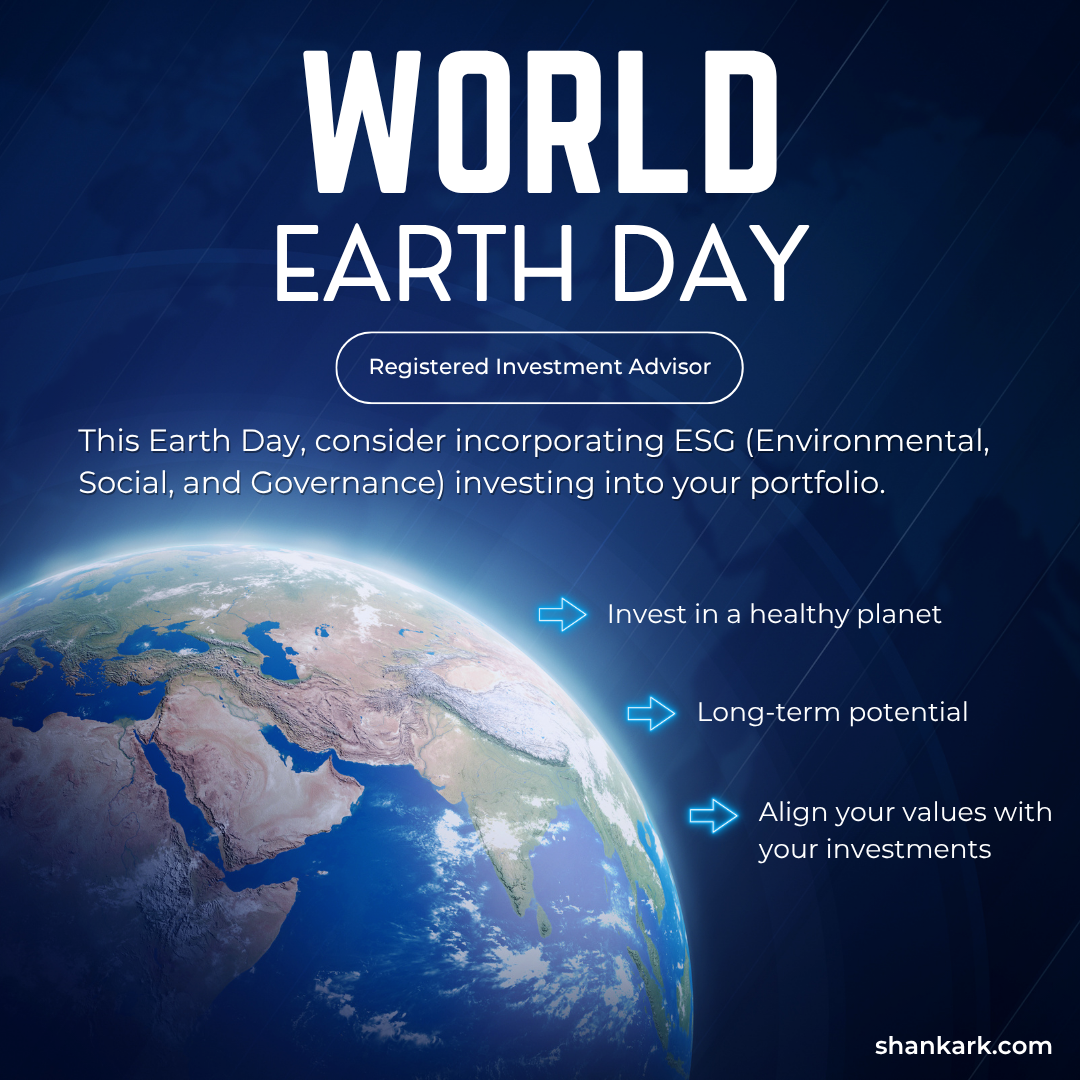 WORLD
EARTH DAY
Registered Investment Advisor
This Earth Day, consider incorporating ESG (Environmental,
Social, and Governance) investing into your portfolio.
Invest in a healthy planet
Long-term potential
Align your values with
your investments
shankark.com